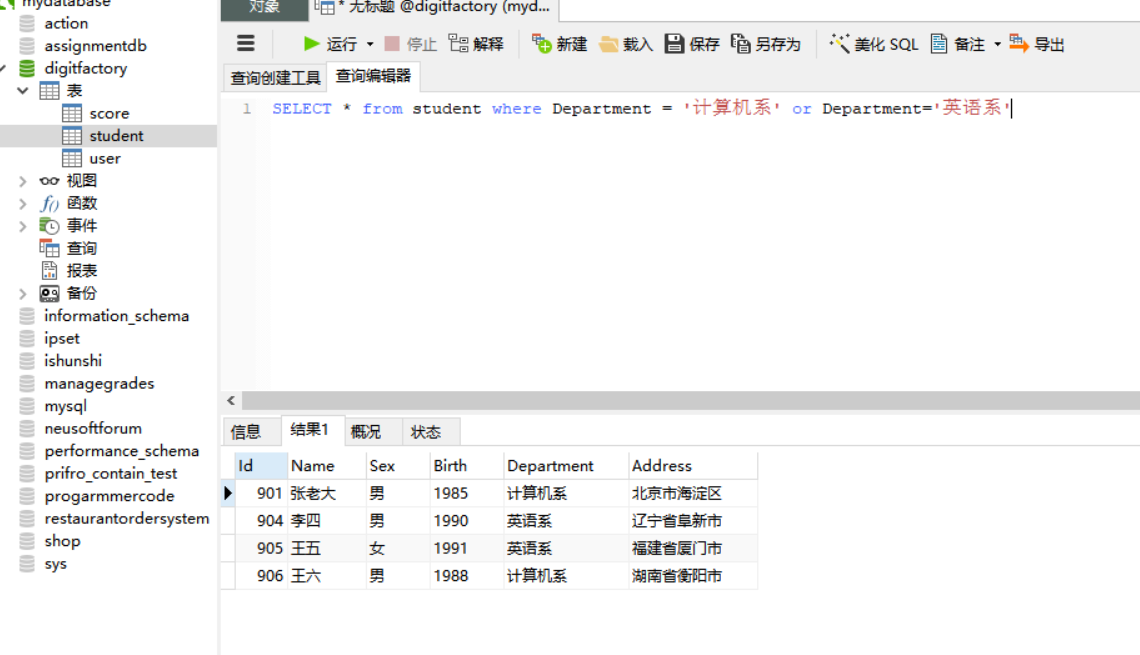 mydatabase
action
assignmentdb
digitfactory
表
score
student
user
视图
f() 函数
事件
查询
报表
备份
information_schema
ipset
ishunshi
managegrades
mysql
neusoftforum
performance_schema
prifro_contain_test
progarmmercode
restaurantordersystem
shop
sys
对象 * 无标题 @digitfactory (myd...
运行 停止 解释 新建 载入 保存 另存为 美化 SQL 备注 导出
查询创建工具 查询编辑器
1 SELECT * from student where Department = '计算机系' or Department='英语系'
信息 结果1 概况 状态
Id Name Sex Birth Department Address
901 张老大 男 1985 计算机系 北京市海淀区
904 李四 男 1990 英语系 辽宁省阜新市
905 王五 女 1991 英语系 福建省厦门市
906 王六 男 1988 计算机系 湖南省衡阳市